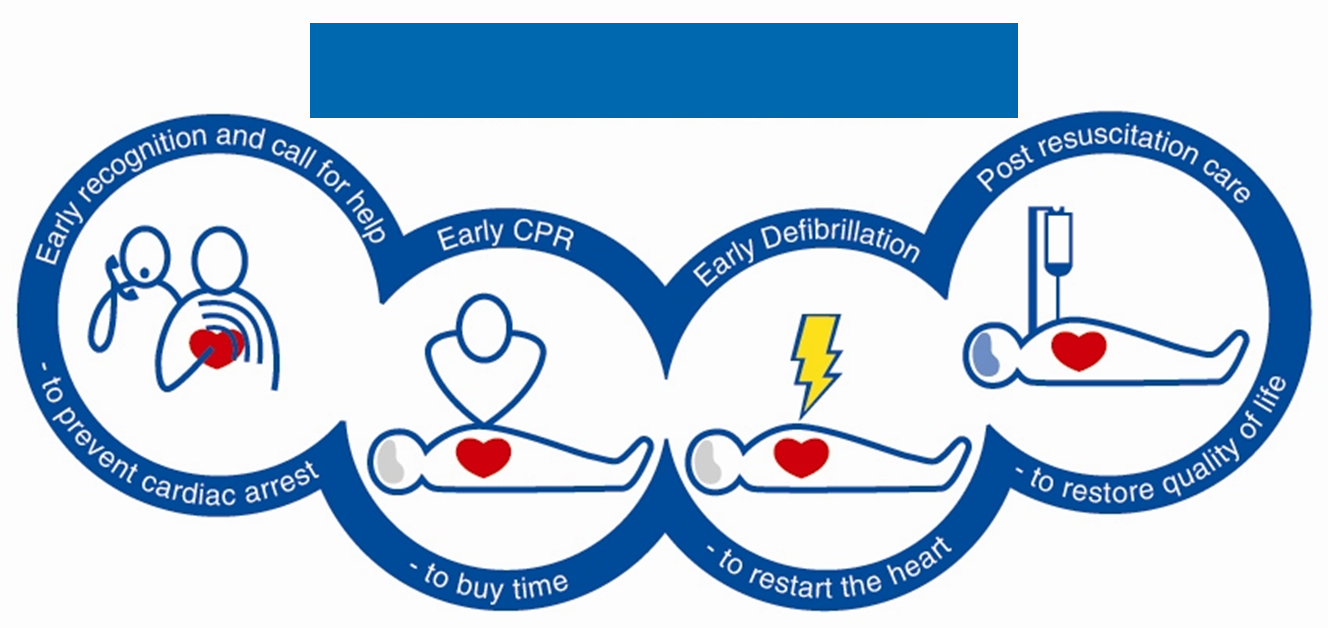 Early recognition and call for help
- to prevent cardiac arrest
Early CPR
- to buy time
Early Defibrillation
- to restart the heart
Post resuscitation care
- to restore quality of life